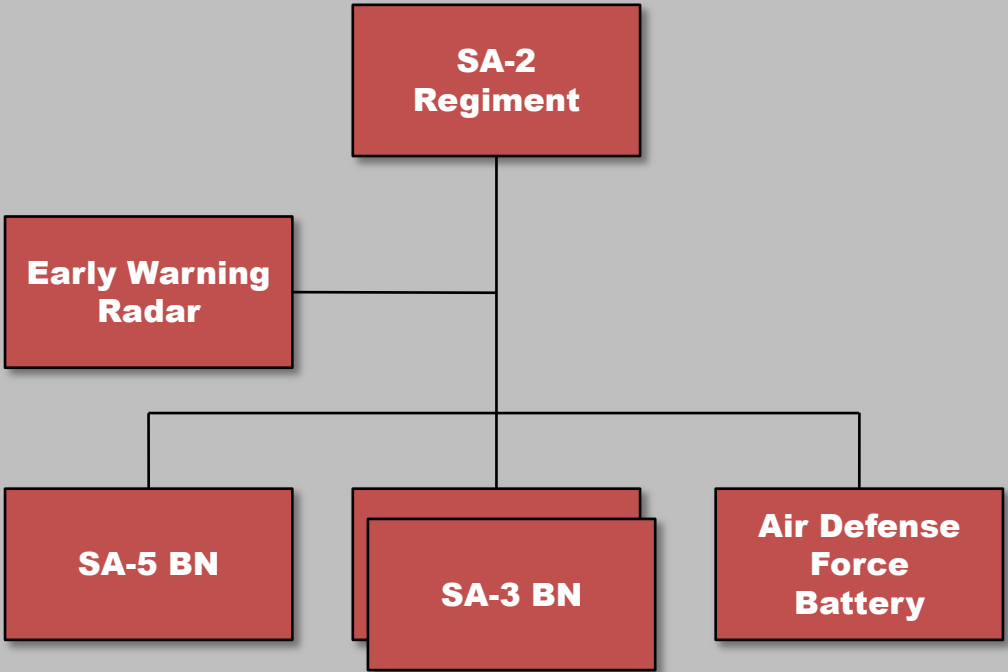 SA-2
Regiment
Early Warning
Radar
SA-5 BN
SA-3 BN
Air Defense
Force
Battery